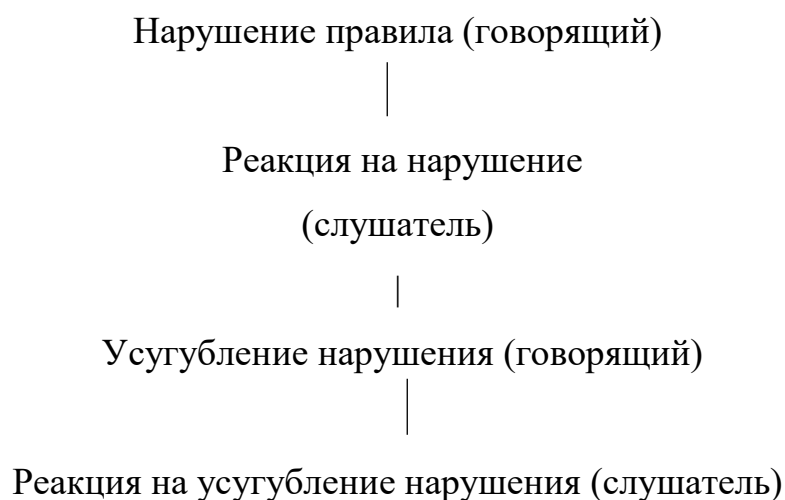 Нарушение правила (говорящий)
Реакция на нарушение
(слушатель)
Усугубление нарушения (говорящий)
Реакция на усугубление нарушения (слушатель)